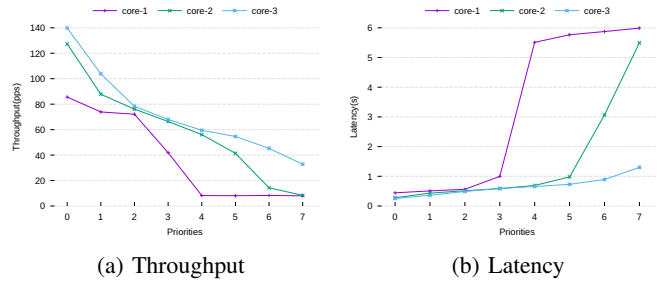 core-1 core-2 core-3
140
120
100
80
60
40
20
0
Throughput(pps)
0 1 2 3 4 5 6 7
Priorities
(a) Throughput
core-1 core-2 core-3
6
5
4
3
2
1
0
Latency(s)
0 1 2 3 4 5 6 7
Priorities
(b) Latency